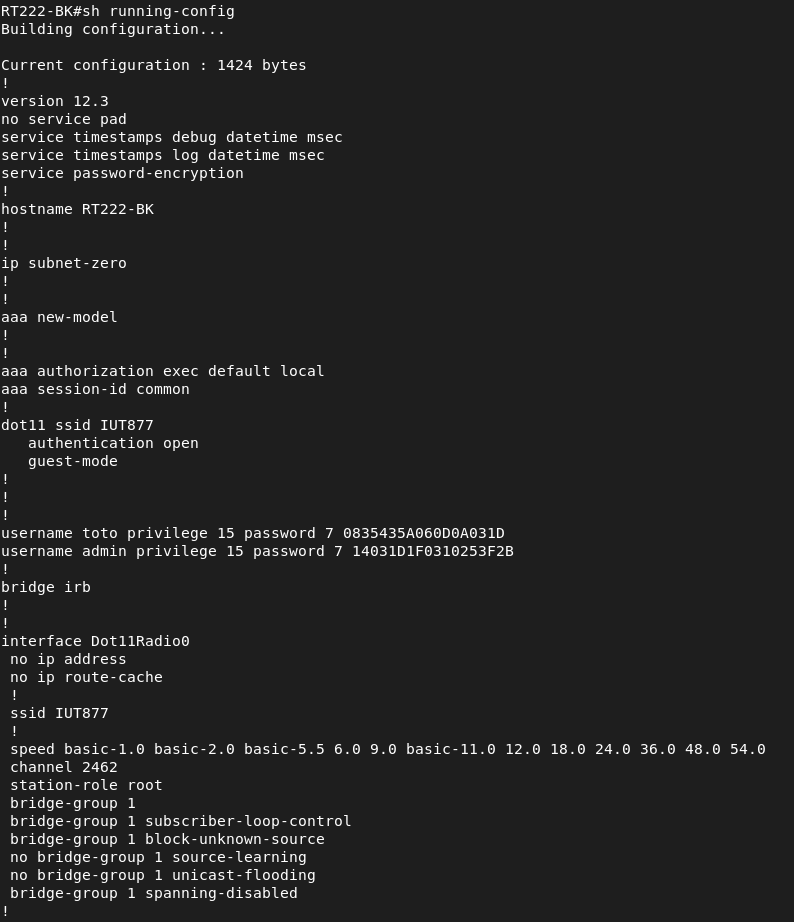 RT222-BK#sh running-config
Building configuration...
Current configuration : 1424 bytes
!
version 12.3
no service pad
service timestamps debug datetime msec
service timestamps log datetime msec
service password-encryption
!
hostname RT222-BK
!
!
ip subnet-zero
!
!
aaa new-model
!
!
aaa authorization exec default local
aaa session-id common
!
dot11 ssid IUT877
   authentication open
   guest-mode
!
!
!
username toto privilege 15 password 7 0835435A060D0A031D
username admin privilege 15 password 7 14031D1F0310253F2B
!
bridge irb
!
!
interface Dot11Radio0
 no ip address
 no ip route-cache
 !
 ssid IUT877
 !
 speed basic-1.0 basic-2.0 basic-5.5 6.0 9.0 basic-11.0 12.0 18.0 24.0 36.0 48.0 54.0
 channel 2462
 station-role root
 bridge-group 1
 bridge-group 1 subscriber-loop-control
 bridge-group 1 block-unknown-source
 no bridge-group 1 source-learning
 no bridge-group 1 unicast-flooding
 bridge-group 1 spanning-disabled
!